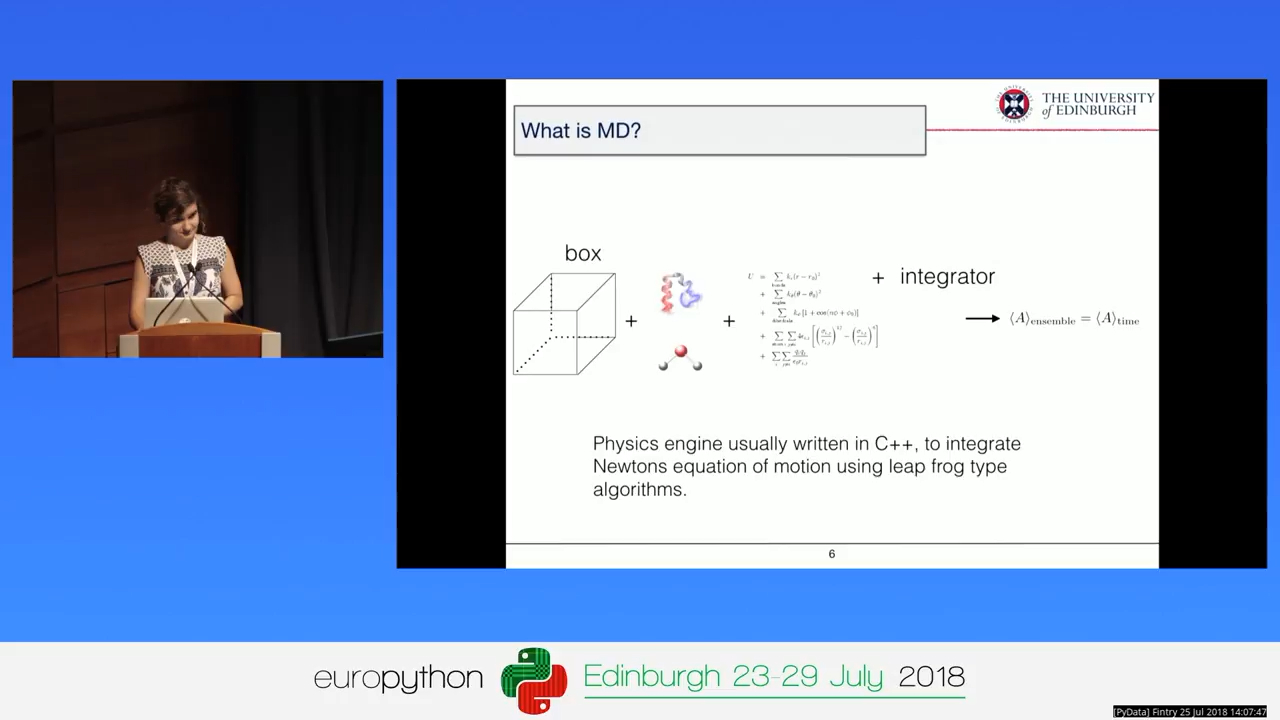 THE UNIVERSITY
of EDINBURGH
What is MD?
box
+
+
+ integrator
⟨A⟩ensemble = ⟨A⟩time
Physics engine usually written in C++, to integrate
Newtons equation of motion using leap frog type
algorithms.
6
europython Edinburgh 23-29 July 2018
[PyData] Fintry 25 Jul 2018 14:07:47